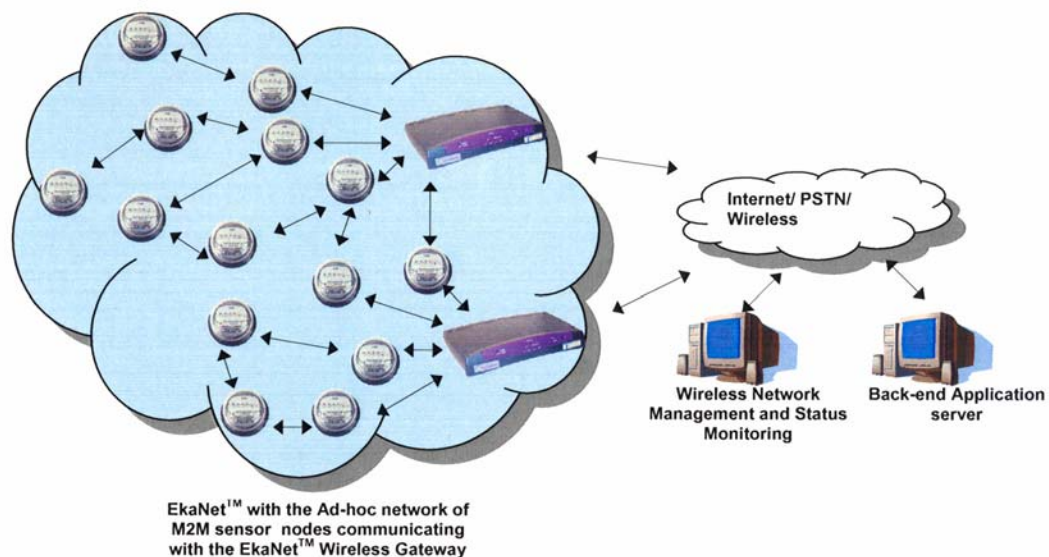 Internet/ PSTN/
Wireless
Wireless Network
Management and Status
Monitoring
Back-end Application
server
EkaNet™ with the Ad-hoc network of
M2M sensor nodes communicating
with the EkaNet™ Wireless Gateway